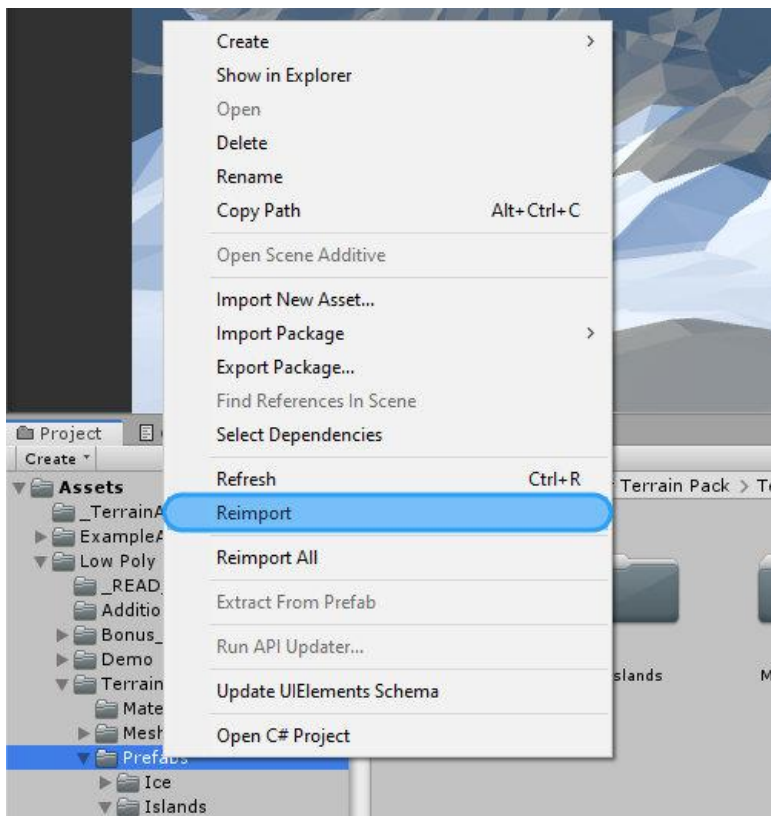 Create
Show in Explorer
Open
Delete
Rename
Copy Path Alt+Ctrl+C
Open Scene Additive
Import New Asset...
Import Package
Export Package...
Find References In Scene
Select Dependencies
Refresh Ctrl+R
Reimport
Reimport All
Extract From Prefab
Run API Updater...
Update UIElements Schema
Open C# Project
Project
Create
Assets
_TerrainA
ExampleA
Low Poly
_READ_
Additio
Bonus_
Demo
Terrain
Mate
Mesh
Prefabs
Ice
Islands
Terrain Pack > Te
slands
M